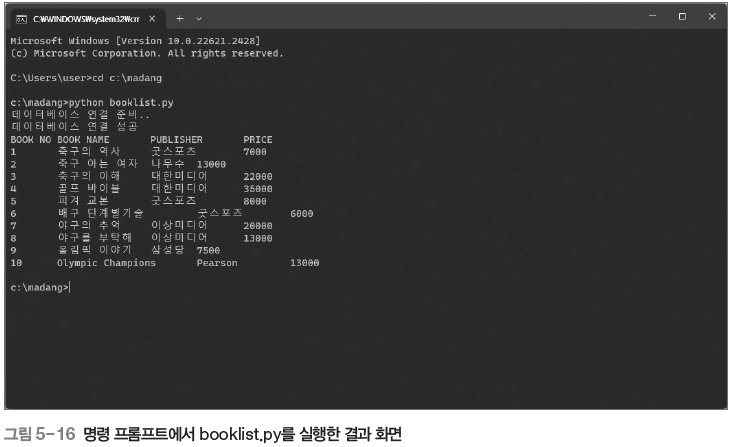 C:\WINDOWS\system32\cm
Microsoft Windows [Version 10.0.22621.2428]
(c) Microsoft Corporation. All rights reserved.
C:\Users\user>cd c:\madang
c:\madang>python booklist.py
데이터베이스 연결 준비..
데이터베이스 연결 성공
BOOK NO BOOK NAME PUBLISHER PRICE
1 축구의 역사 굿스포츠 7000
2 축구 아는 여자 나무수 13000
3 축구의 이해 대한미디어 22000
4 골프 바이블 대한미디어 35000
5 피겨 교본 굿스포츠 8000
6 배구 단계별기술 굿스포츠 6000
7 야구의 추억 이상미디어 20000
8 야구를 부탁해 이상미디어 13000
9 올림픽 이야기 삼성당 7500
10 Olympic Champions Pearson 13000
c:\madang>
그림 5-16 명령 프롬프트에서 booklist.py를 실행한 결과 화면